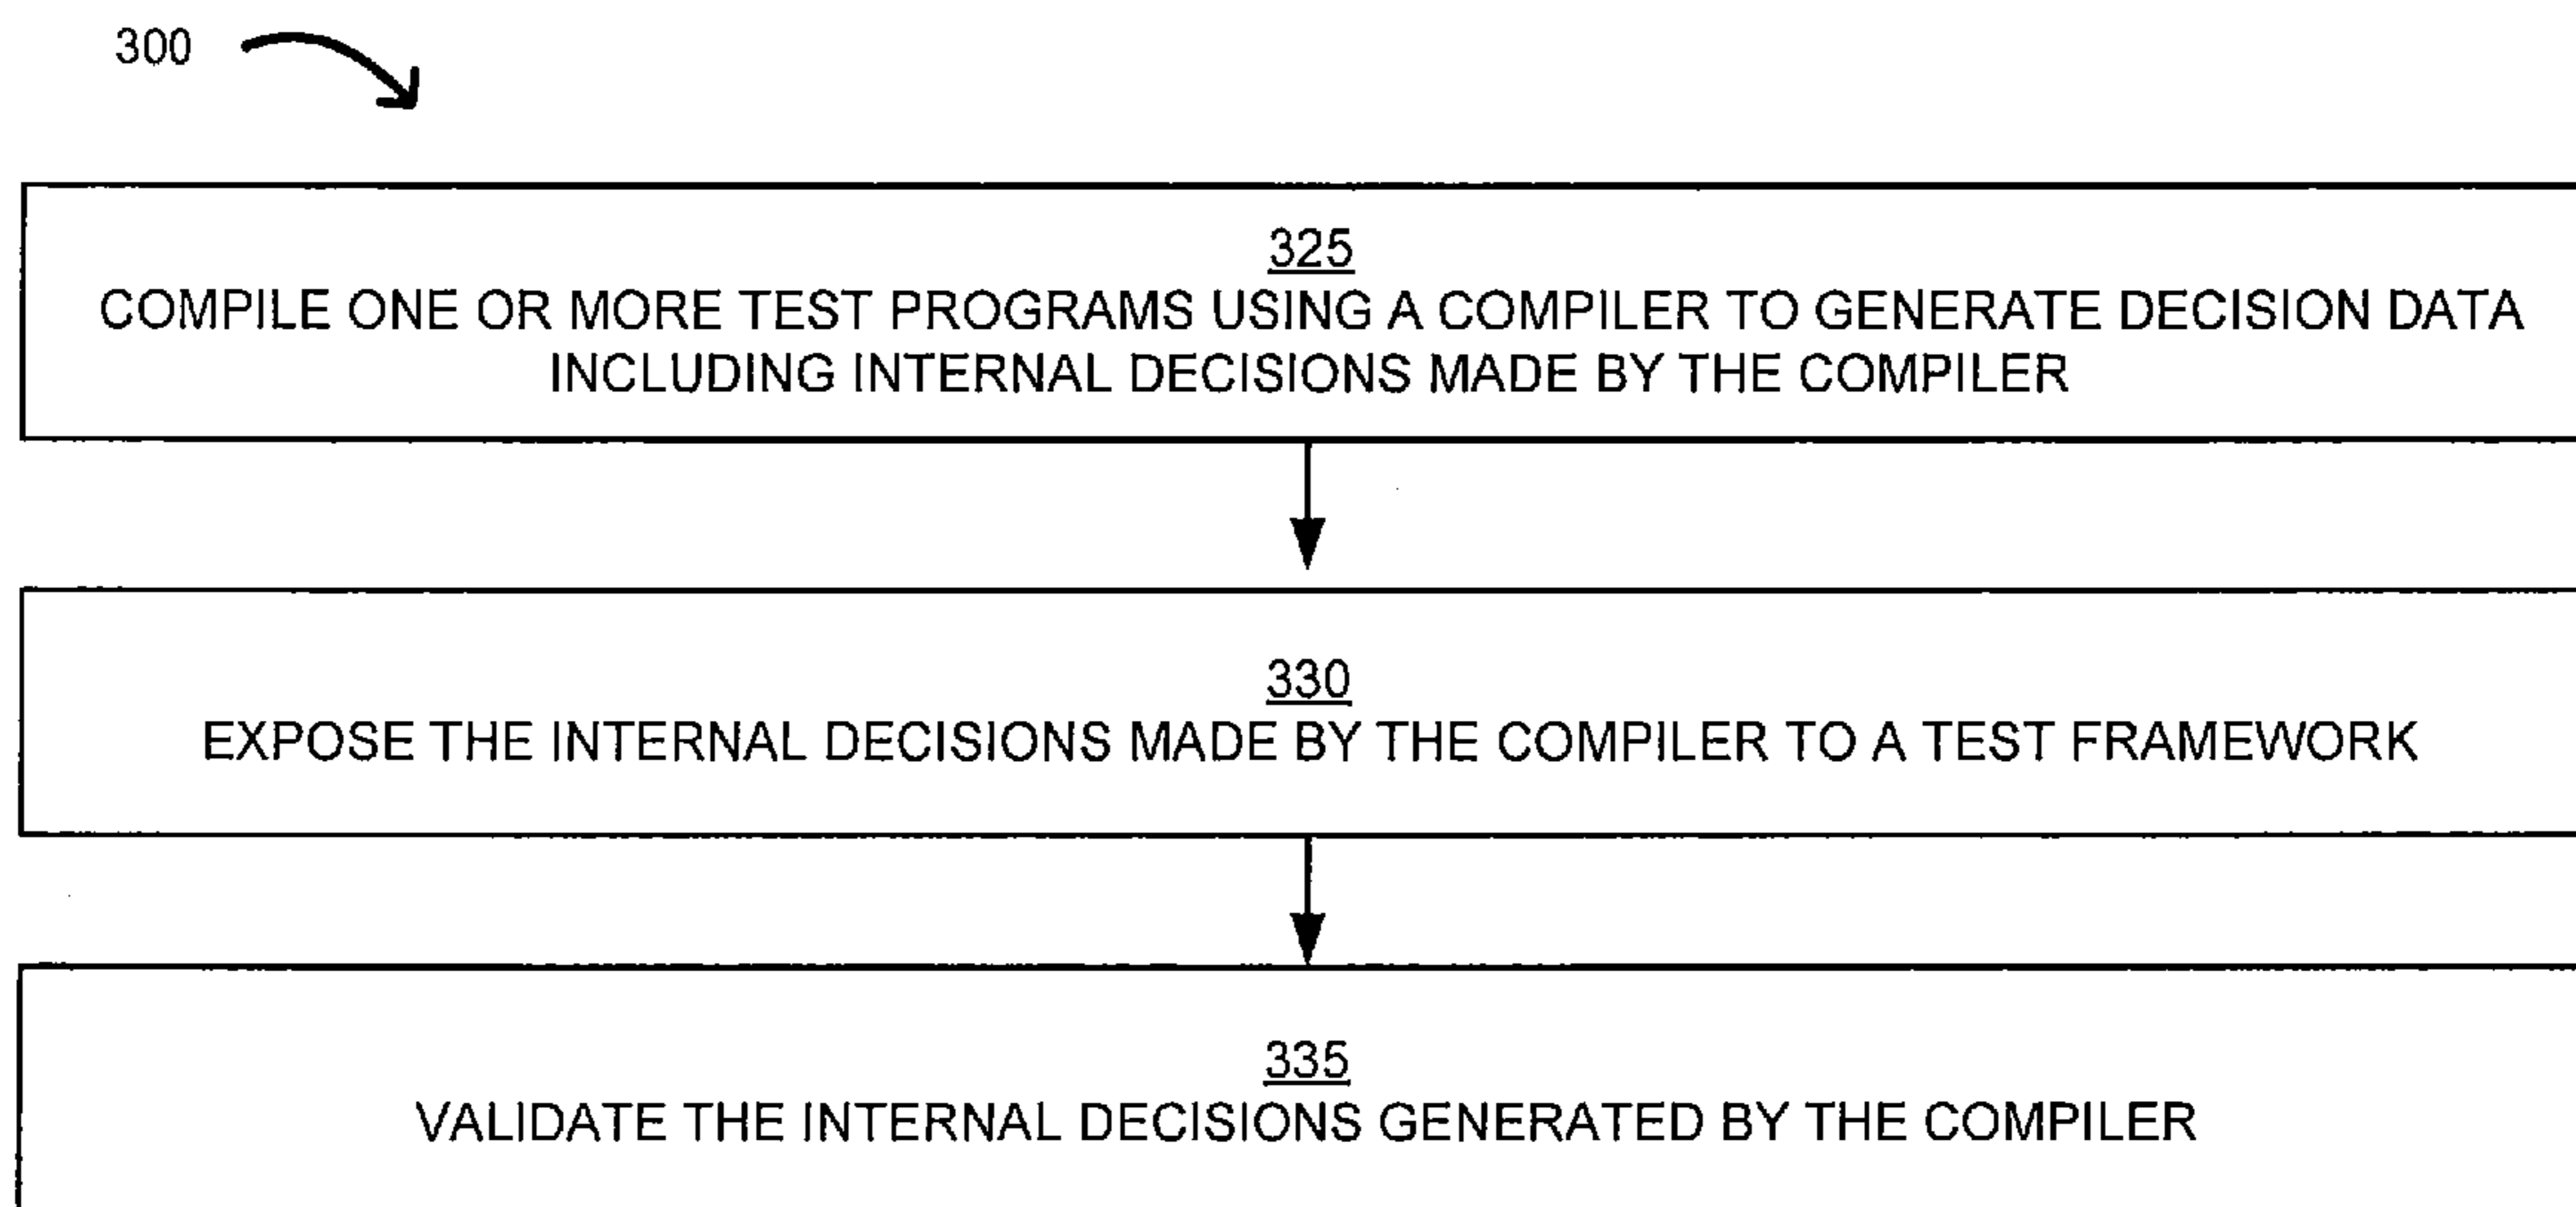 300
325
COMPILE ONE OR MORE TEST PROGRAMS USING A COMPILER TO GENERATE DECISION DATA
INCLUDING INTERNAL DECISIONS MADE BY THE COMPILER
330
EXPOSE THE INTERNAL DECISIONS MADE BY THE COMPILER TO A TEST FRAMEWORK
335
VALIDATE THE INTERNAL DECISIONS GENERATED BY THE COMPILER